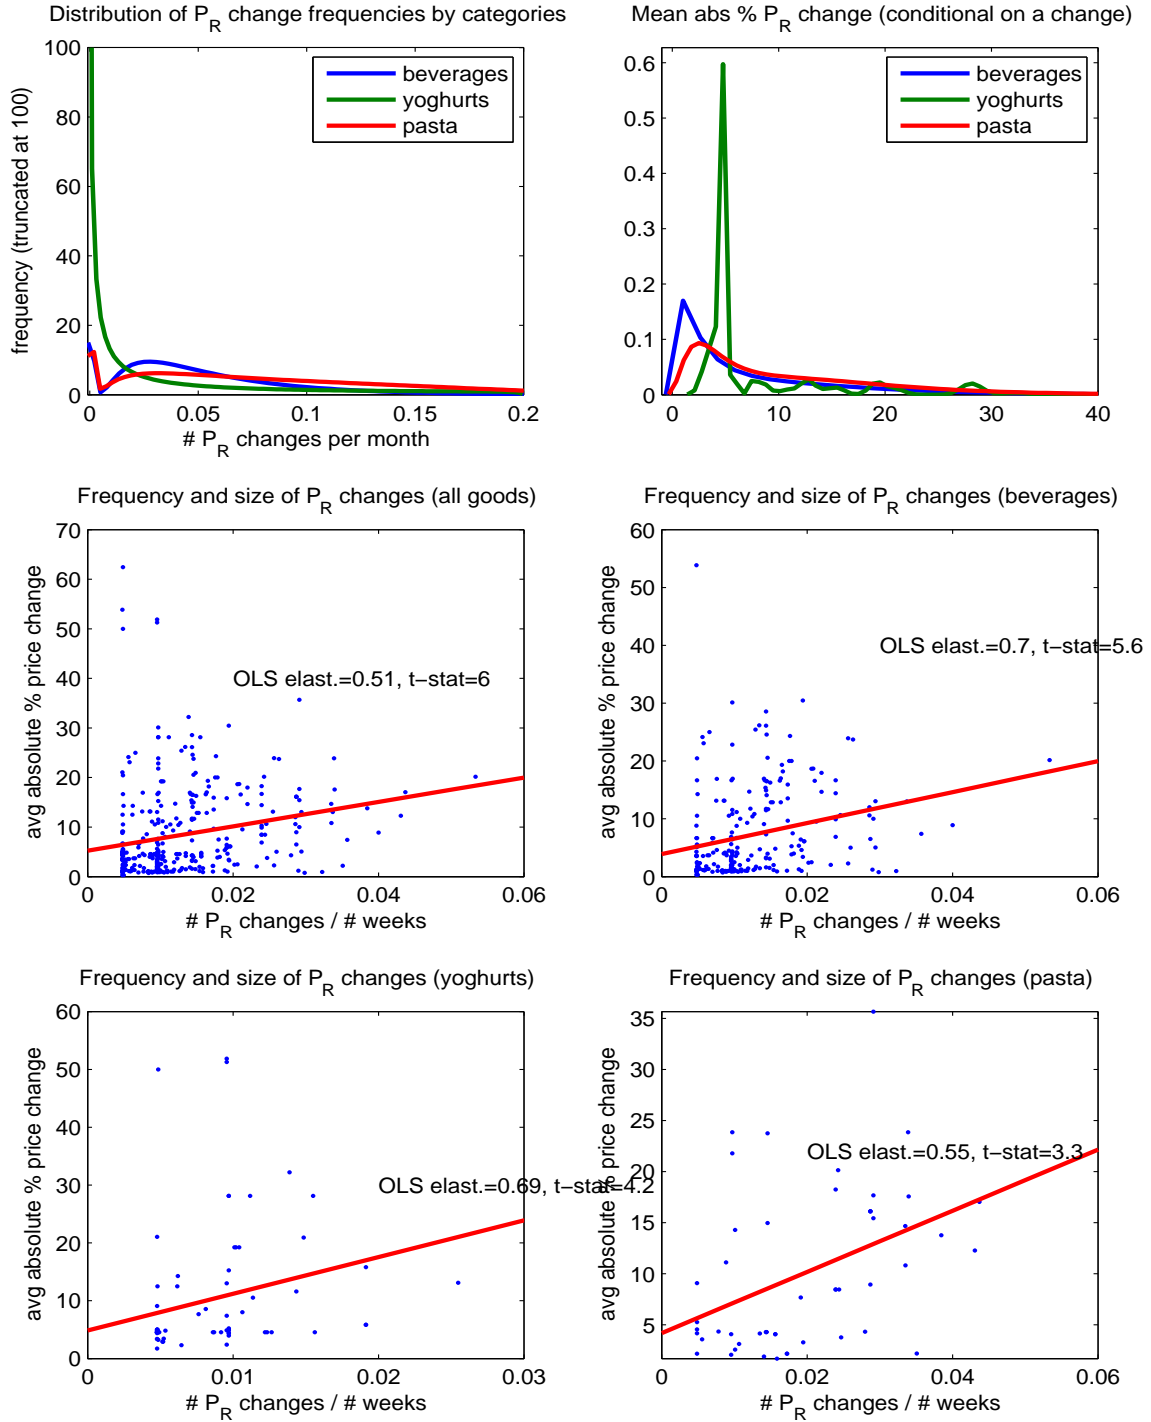 Distribution of P_R change frequencies by categories
frequency (truncated at 100)
100
80
60
40
20
0
0
0.05
0.1
0.15
0.2
beverages
yoghurts
pasta
# P_R changes per month
Mean abs % P_R change (conditional on a change)
0.6
0.5
0.4
0.3
0.2
0.1
0
0
10
20
30
40
beverages
yoghurts
pasta
Frequency and size of P_R changes (all goods)
avg absolute % price change
70
60
50
40
30
20
10
0
0
0.02
0.04
0.06
OLS elast.=0.51, t-stat=6
# P_R changes / # weeks
Frequency and size of P_R changes (beverages)
avg absolute % price change
60
50
40
30
20
10
0
0
0.02
0.04
0.06
OLS elast.=0.7, t-stat=5.6
# P_R changes / # weeks
Frequency and size of P_R changes (yoghurts)
avg absolute % price change
60
50
40
30
20
10
0
0
0.01
0.02
0.03
OLS elast.=0.69, t-stat=4.2
# P_R changes / # weeks
Frequency and size of P_R changes (pasta)
avg absolute % price change
35
30
25
20
15
10
5
0
0.02
0.04
0.06
OLS elast.=0.55, t-stat=3.3
# P_R changes / # weeks